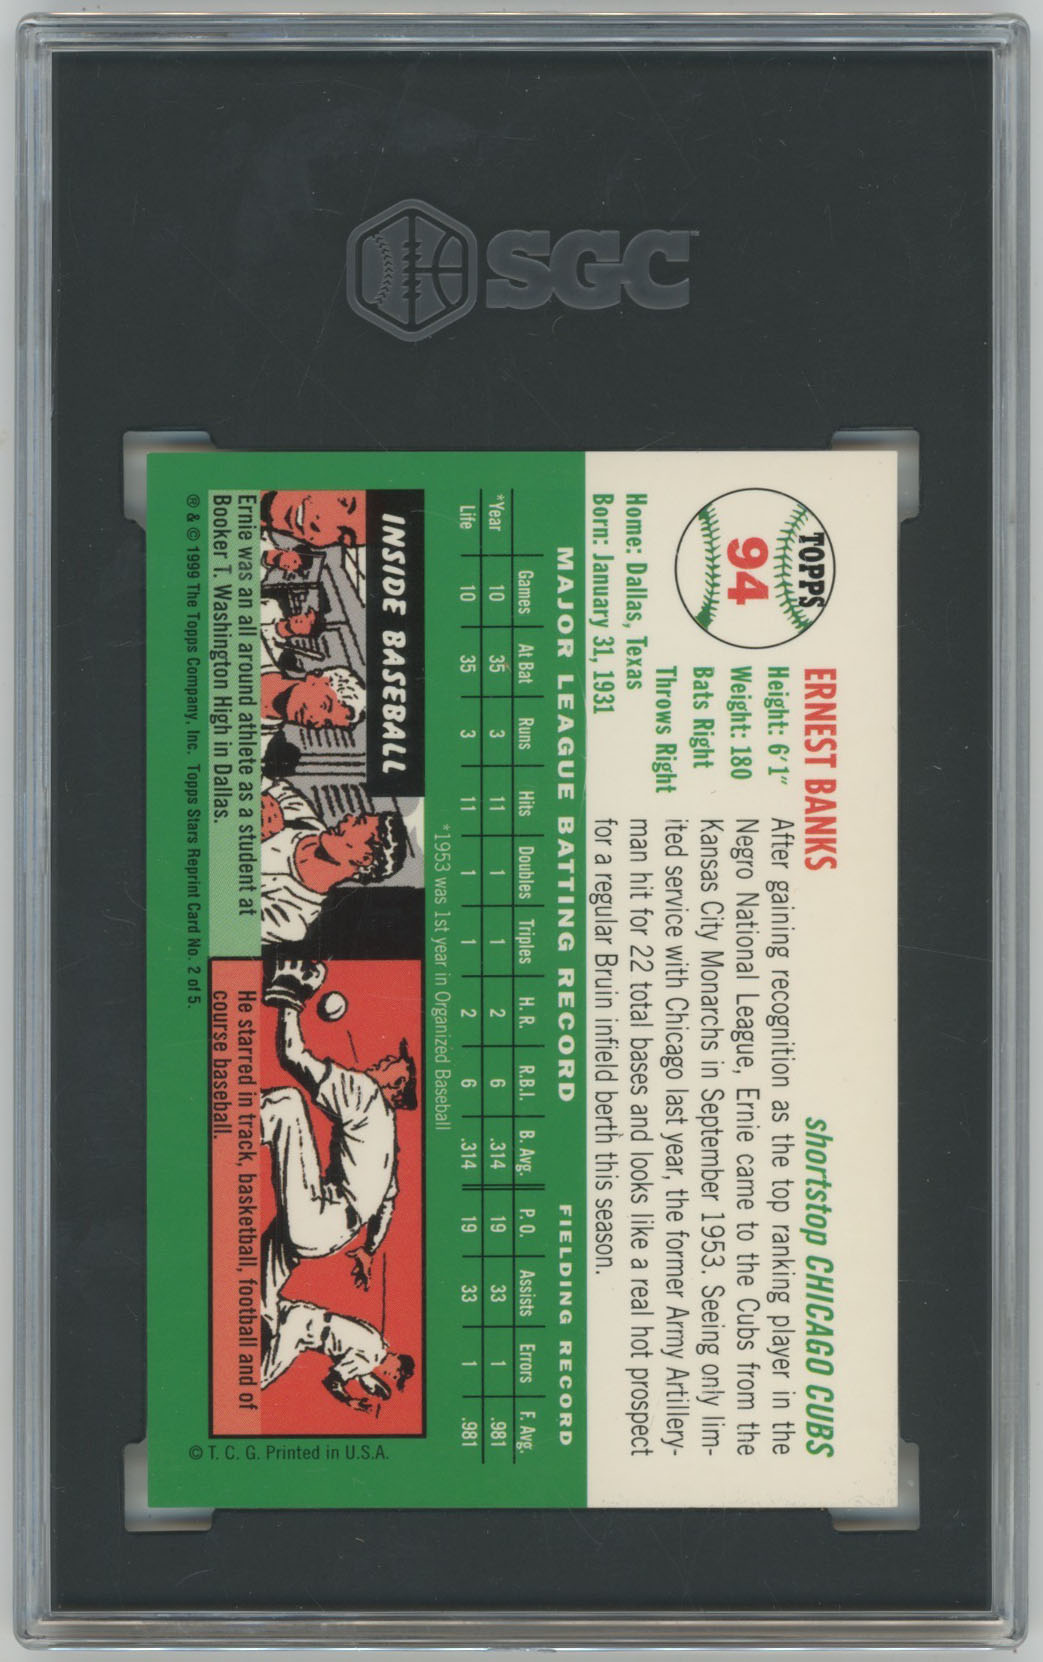 SGC
TOPPS
94
ERNEST BANKS
shortstop CHICAGO CUBS
Height: 6'1"
Weight: 180
Bats Right
Throws Right
Home: Dallas, Texas
Born: January 31, 1931
After gaining recognition as the top ranking player in the
Negro National League, Ernie came to the Cubs from the
Kansas City Monarchs in September 1953. Seeing only lim-
ited service with Chicago last year, the former Army Artillery-
man hit for 22 total bases and looks like a real hot prospect
for a regular Bruin infield berth this season.
MAJOR LEAGUE BATTING RECORD FIELDING RECORD
Games At Bat Runs Hits Doubles Triples H.R. R.B.I. B. Avg. P.O. Assists Errors F. Avg.
*Year 10 35 3 11 1 1 2 6 .314 19 33 1 .981
Life 10 35 3 11 1 1 2 6 .314 19 33 1 .981
*1953 was 1st year in Organized Baseball
INSIDE BASEBALL
Ernie was an all around athlete as a student at
Booker T. Washington High in Dallas.
He starred in track, basketball, football and of
course baseball.
® & © 1999 The Topps Company, Inc. Topps Stars Reprint Card No. 2 of 5.
© T. C. G. Printed in U.S.A.